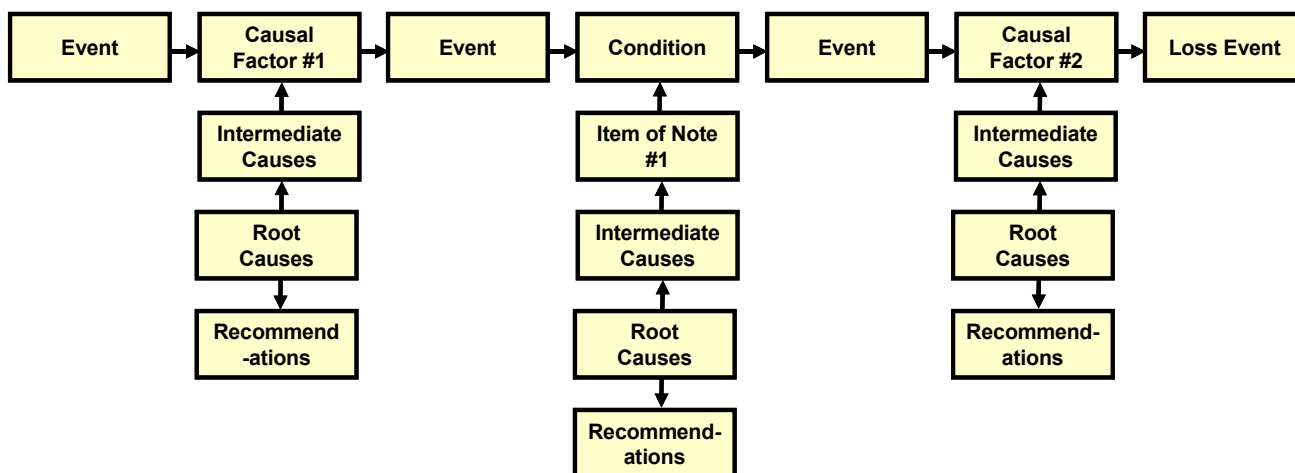 Event
Causal
Factor #1
Event
Condition
Event
Causal
Factor #2
Loss Event
Intermediate
Causes
Item of Note
#1
Intermediate
Causes
Root
Causes
Intermediate
Causes
Root
Causes
Recommend
-ations
Root
Causes
Recommend-
ations
Recommend-
ations